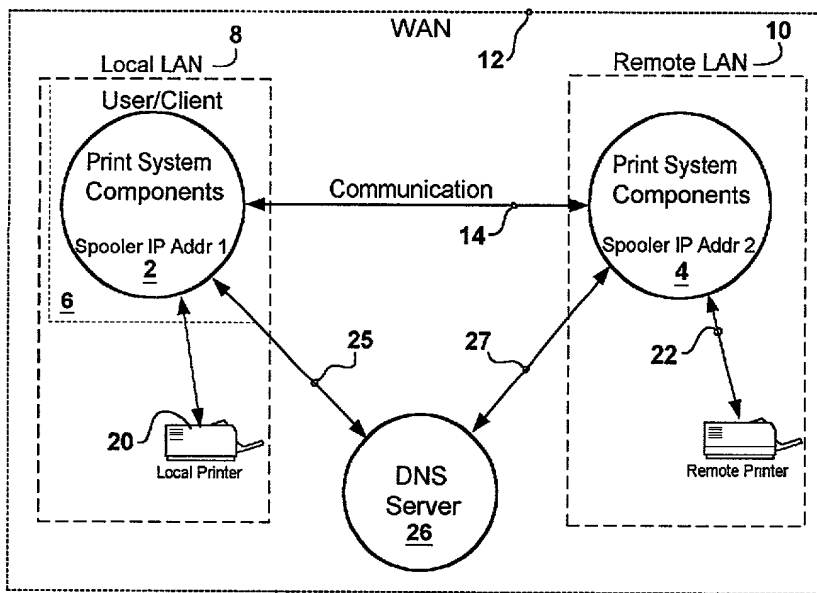 WAN
12
Local LAN
8
Remote LAN
10
User/Client
Print System
Components
Spooler IP Addr 1
2
6
Communication
14
Print System
Components
Spooler IP Addr 2
4
25
27
22
20
Local Printer
Remote Printer
DNS
Server
26